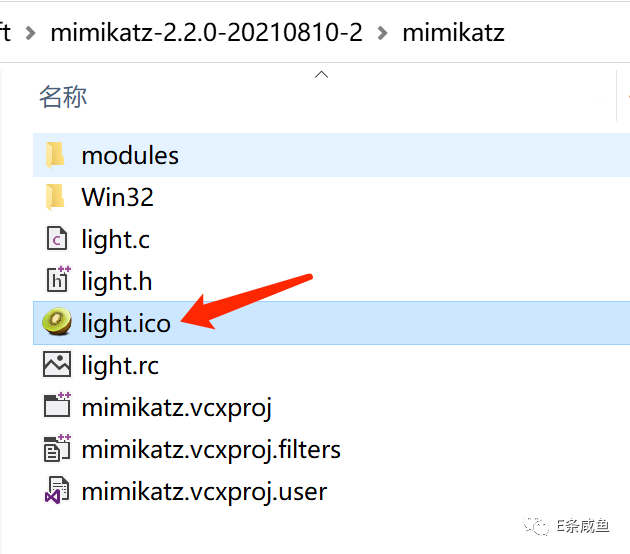 ft > mimikatz-2.2.0-20210810-2 > mimikatz
名称
modules
Win32
light.c
light.h
light.ico
light.rc
mimikatz.vcxproj
mimikatz.vcxproj.filters
mimikatz.vcxproj.user
E条咸鱼